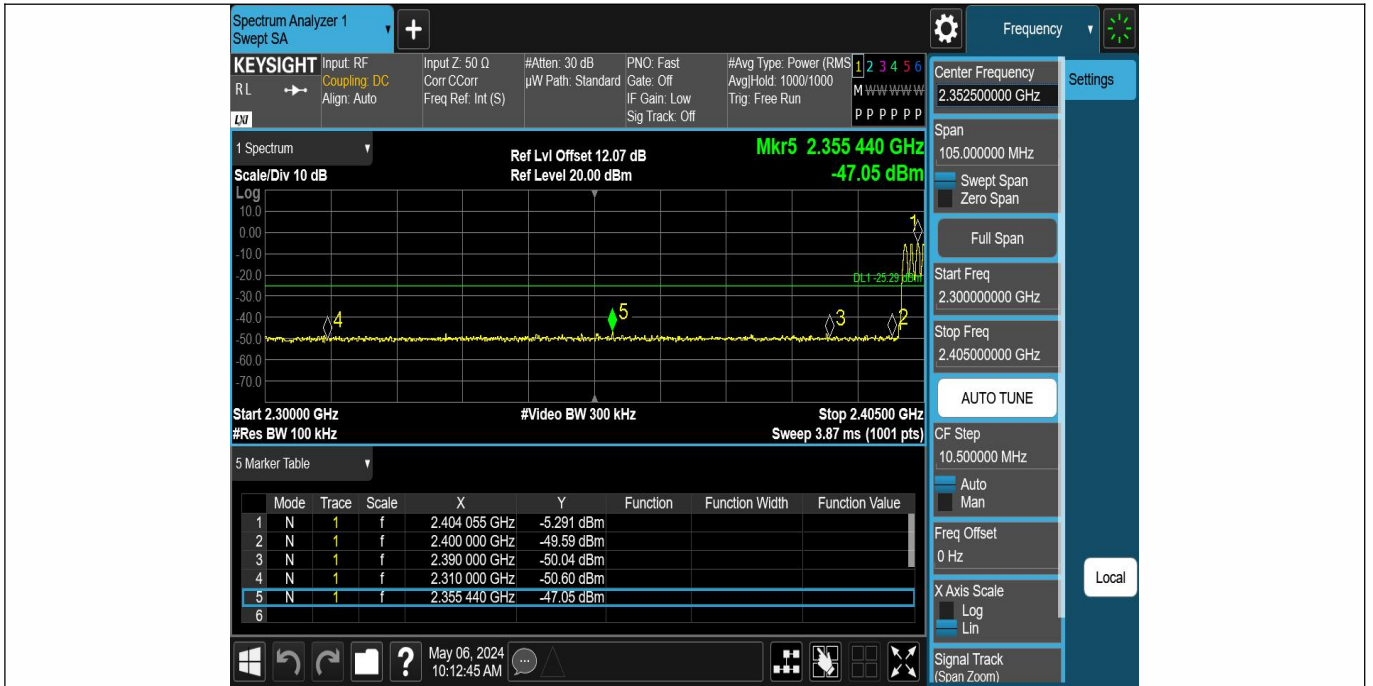 Spectrum Analyzer 1
Swept SA
+
Frequency
KEYSIGHT
RL
LXI
Input: RF
Coupling: DC
Align: Auto
Input Z: 50 Ω
Corr CCorr
Freq Ref: Int (S)
#Atten: 30 dB
µW Path: Standard
PNO: Fast
Gate: Off
IF Gain: Low
Sig Track: Off
#Avg Type: Power (RMS
Avg|Hold: 1000/1000
Trig: Free Run
1 2 3 4 5 6
M W W W W W
P P P P P P
1 Spectrum
Scale/Div 10 dB
Ref Lvl Offset 12.07 dB
Ref Level 20.00 dBm
Mkr5 2.355 440 GHz
-47.05 dBm
Log
10.0
0.00
-10.0
-20.0
-30.0
-40.0
-50.0
-60.0
-70.0
1
DL1 -25.29 dBm
4
5
3
2
Start 2.30000 GHz
#Video BW 300 kHz
Stop 2.40500 GHz
#Res BW 100 kHz
Sweep 3.87 ms (1001 pts)
5 Marker Table
Mode Trace Scale X Y Function Function Width Function Value
1 N 1 f 2.404 055 GHz -5.291 dBm
2 N 1 f 2.400 000 GHz -49.59 dBm
3 N 1 f 2.390 000 GHz -50.04 dBm
4 N 1 f 2.310 000 GHz -50.60 dBm
5 N 1 f 2.355 440 GHz -47.05 dBm
6
?
May 06, 2024
10:12:45 AM
Center Frequency
2.352500000 GHz
Settings
Span
105.000000 MHz
Swept Span
Zero Span
Full Span
Start Freq
2.300000000 GHz
Stop Freq
2.405000000 GHz
AUTO TUNE
CF Step
10.500000 MHz
Auto
Man
Freq Offset
0 Hz
Local
X Axis Scale
Log
Lin
Signal Track
(Span Zoom)